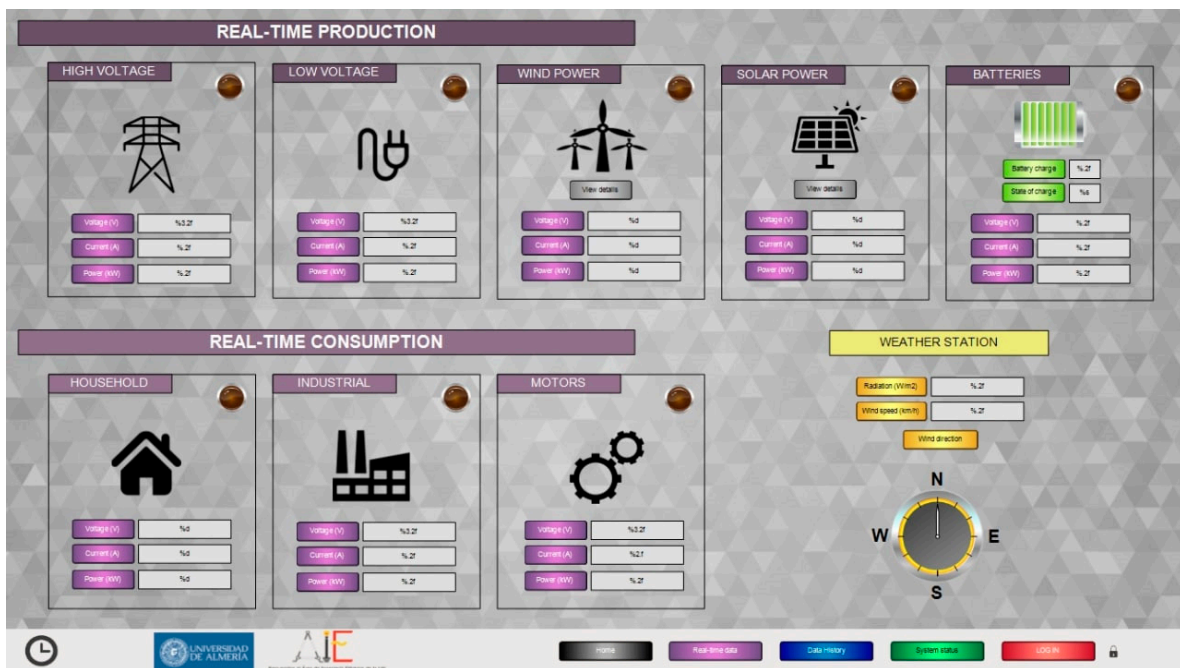 REAL-TIME PRODUCTION
HIGH VOLTAGE
Voltage (V) %3.2f
Current (A) %.2f
Power (kW) %.2f
LOW VOLTAGE
Voltage (V) %3.2f
Current (A) %.2f
Power (kW) %.2f
WIND POWER
View details
Voltage (V) %d
Current (A) %d
Power (kW) %d
SOLAR POWER
View details
Voltage (V) %d
Current (A) %d
Power (kW) %d
BATTERIES
Battery charge %.2f
State of charge %s
Voltage (V) %.2f
Current (A) %.2f
Power (kW) %.2f
REAL-TIME CONSUMPTION
HOUSEHOLD
Voltage (V) %d
Current (A) %d
Power (kW) %d
INDUSTRIAL
Voltage (V) %3.2f
Current (A) %.2f
Power (kW) %.2f
MOTORS
Voltage (V) %3.2f
Current (A) %2.f
Power (kW) %.2f
WEATHER STATION
Radiation (W/m2) %.2f
Wind speed (km/h) %.2f
Wind direction
N
W E
S
UNIVERSIDAD
DE ALMERÍA
AIE
Home
Real-time data
Data History
System status
LOG IN